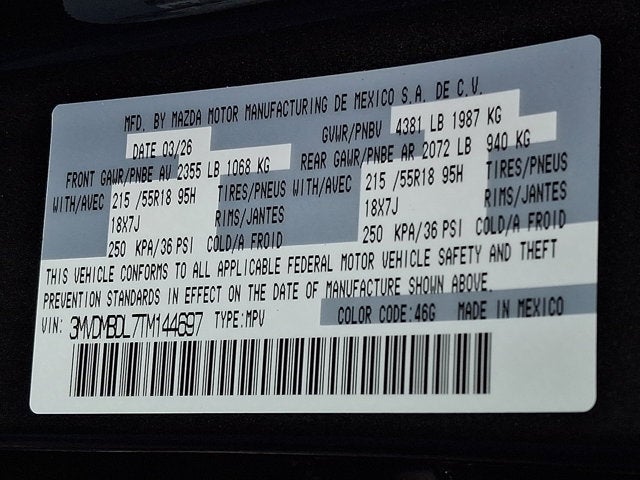 MFD. BY MAZDA MOTOR MANUFACTURING DE MEXICO S.A. DE C.V.
DATE 03/26 GVWR/PNBV 4381 LB 1987 KG
FRONT GAWR/PNBE AV 2355 LB 1068 KG REAR GAWR/PNBE AR 2072 LB 940 KG
WITH/AVEC 215 /55R18 95H TIRES/PNEUS WITH/AVEC 215 /55R18 95H TIRES/PNEUS
18X7J RIMS/JANTES 18X7J RIMS/JANTES
250 KPA/36 PSI COLD/A FROID 250 KPA/36 PSI COLD/A FROID
THIS VEHICLE CONFORMS TO ALL APPLICABLE FEDERAL MOTOR VEHICLE SAFETY AND THEFT
PREVENTION STANDARDS IN EFFECT ON THE DATE OF MANUFACTURE SHOWN ABOVE.
VIN: 3MVDMBDL7TM144697 TYPE:MPV COLOR CODE:46G MADE IN MEXICO